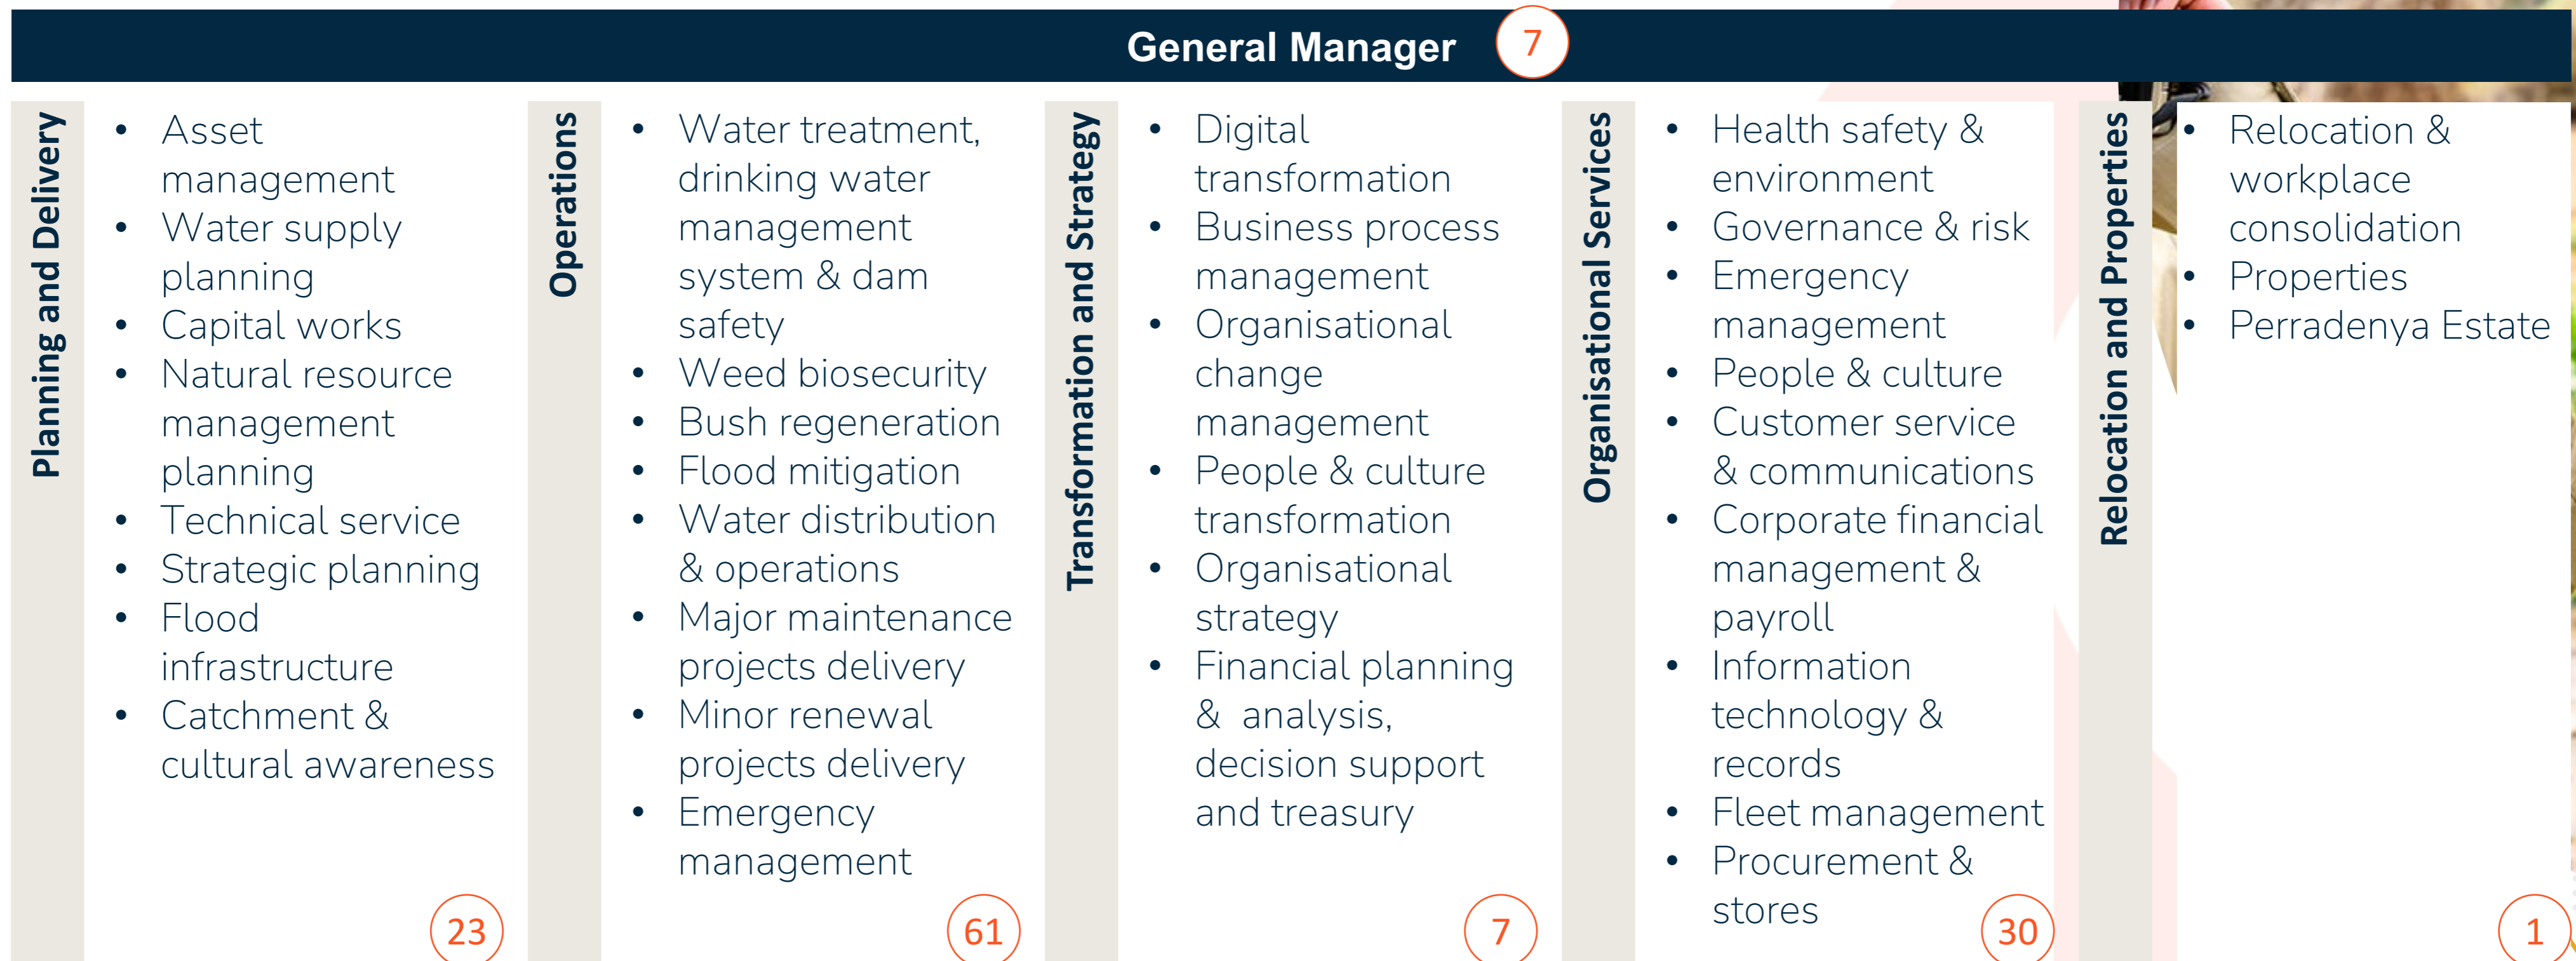 General Manager 7
Planning and Delivery
• Asset
management
• Water supply
planning
• Capital works
• Natural resource
management
planning
• Technical service
• Strategic planning
• Flood
infrastructure
• Catchment &
cultural awareness
23
Operations
• Water treatment,
drinking water
management
system & dam
safety
• Weed biosecurity
• Bush regeneration
• Flood mitigation
• Water distribution
& operations
• Major maintenance
projects delivery
• Minor renewal
projects delivery
• Emergency
management
61
Transformation and Strategy
• Digital
transformation
• Business process
management
• Organisational
change
management
• People & culture
transformation
• Organisational
strategy
• Financial planning
& analysis,
decision support
and treasury
7
Organisational Services
• Health safety &
environment
• Governance & risk
• Emergency
management
• People & culture
• Customer service
& communications
• Corporate financial
management &
payroll
• Information
technology &
records
• Fleet management
• Procurement &
stores
30
Relocation and Properties
• Relocation &
workplace
consolidation
• Properties
• Perradenya Estate
1